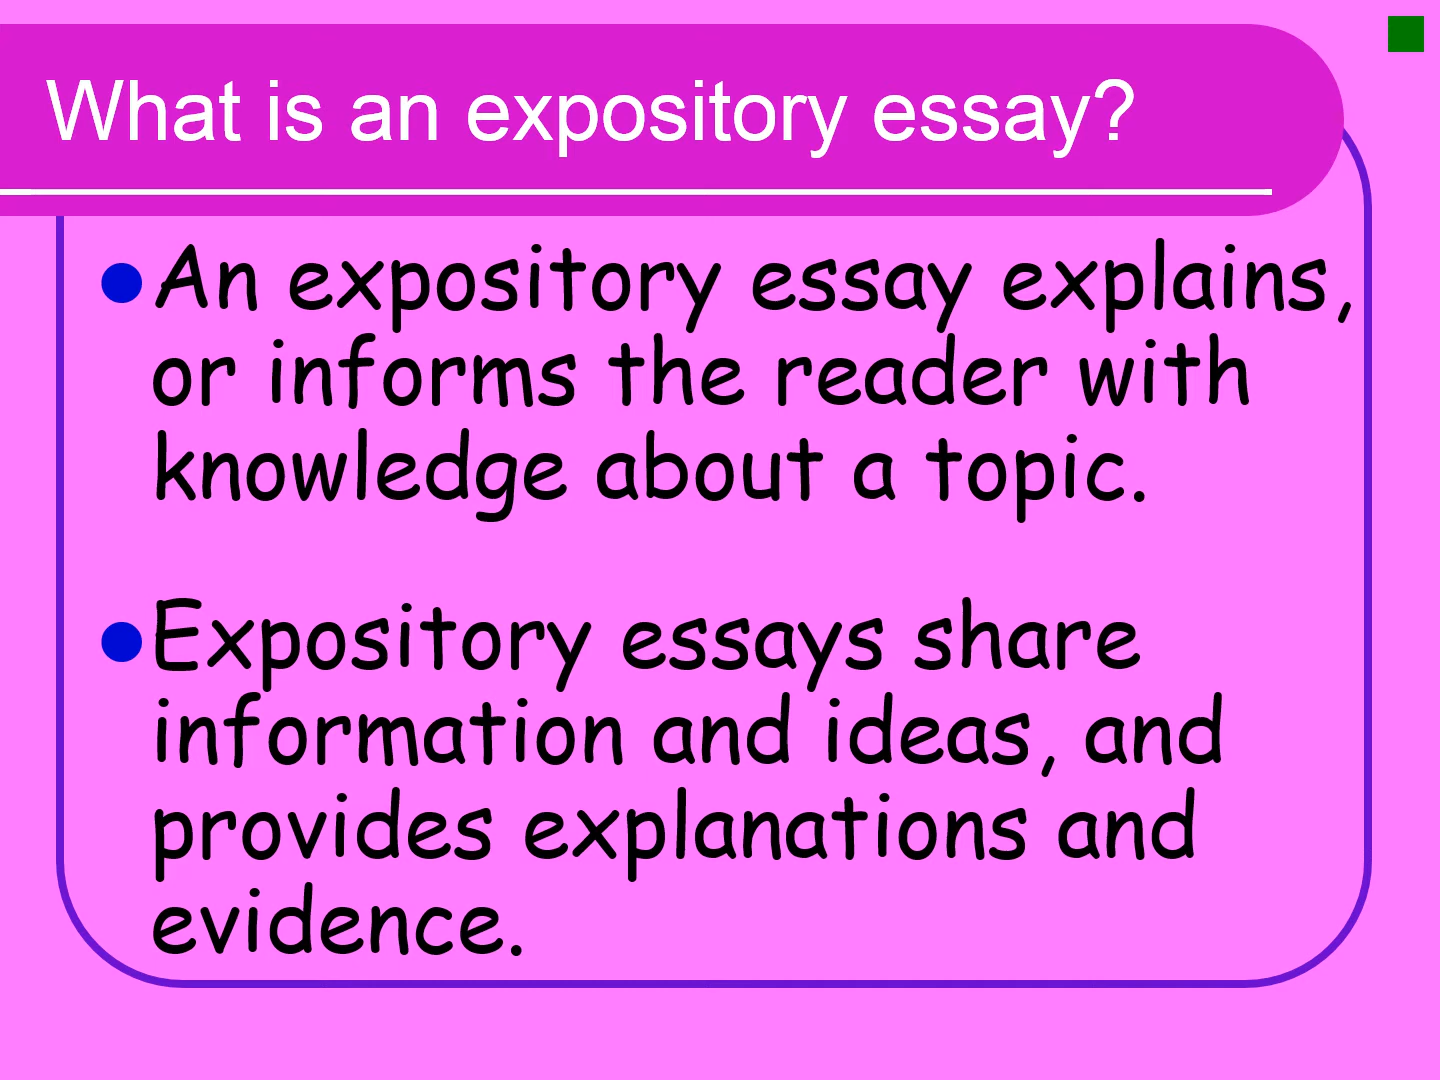 What is an expository essay?
An expository essay explains,
or informs the reader with
knowledge about a topic.
Expository essays share
information and ideas, and
provides explanations and
evidence.